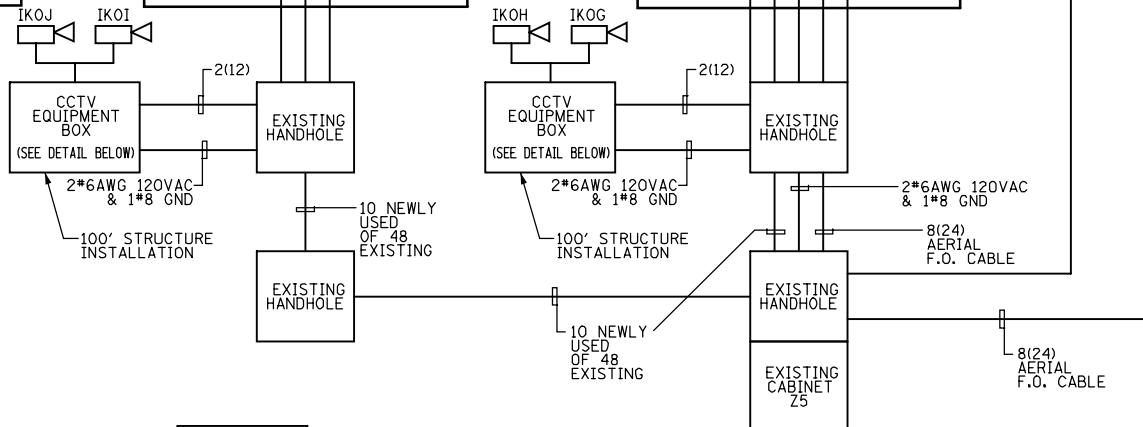 IKOJ
IKOI
IKOH
IKOG
CCTV
EQUIPMENT
BOX
(SEE DETAIL BELOW)
2(12)
EXISTING
HANDHOLE
2#6AWG 120VAC
& 1#8 GND
100' STRUCTURE
INSTALLATION
10 NEWLY
USED
OF 48
EXISTING
EXISTING
HANDHOLE
CCTV
EQUIPMENT
BOX
(SEE DETAIL BELOW)
2(12)
EXISTING
HANDHOLE
2#6AWG 120VAC
& 1#8 GND
100' STRUCTURE
INSTALLATION
2#6AWG 120VAC
& 1#8 GND
8(24)
AERIAL
F.O. CABLE
EXISTING
HANDHOLE
10 NEWLY
USED
OF 48
EXISTING
8(24)
AERIAL
F.O. CABLE
EXISTING
CABINET
Z5